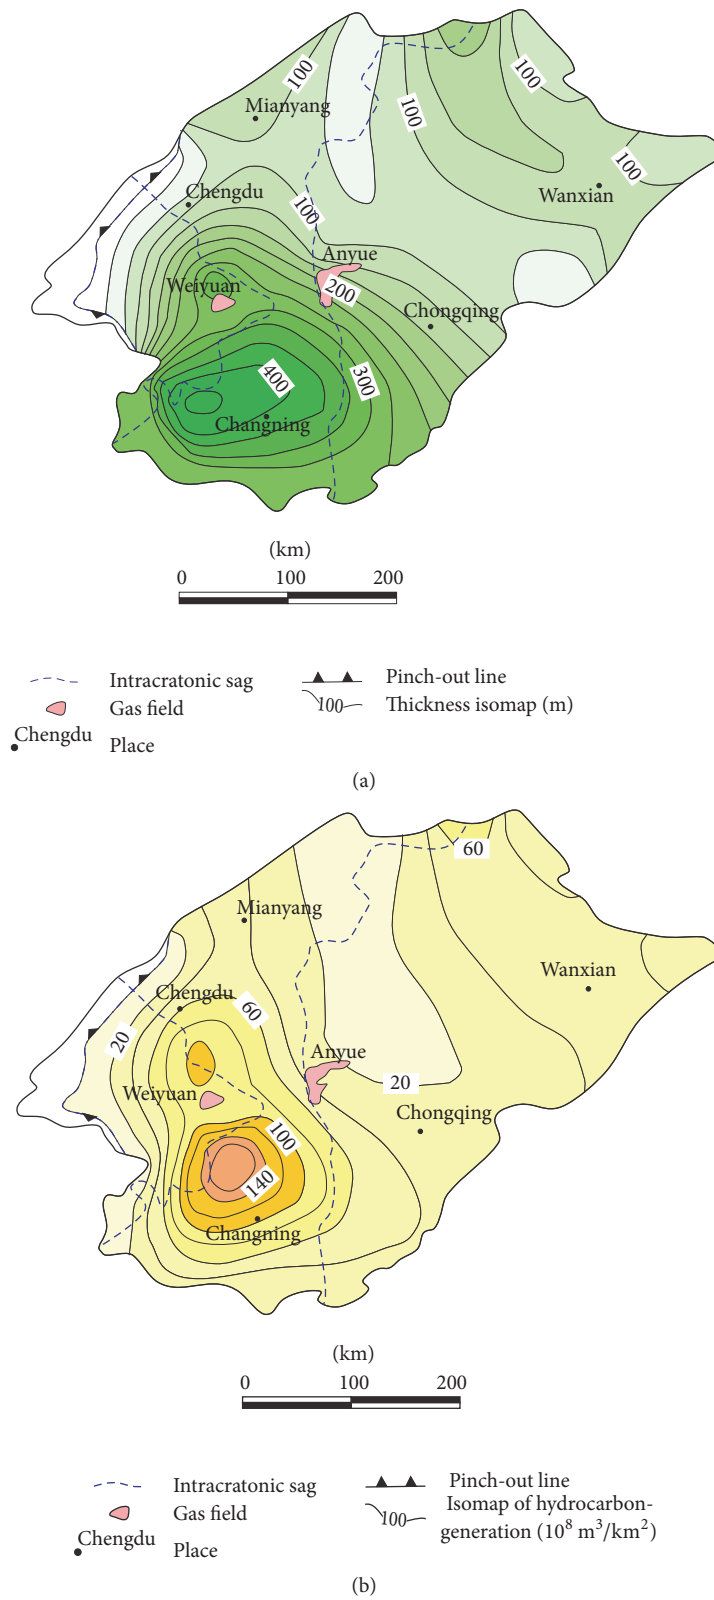 100
100
100
Mianyang
100
Chengdu
Wanxian
100
Anyue
Weiyuan
200
Chongqing
400
300
Changning
(km)
0 100 200
Intracratonic sag
Pinch-out line
Gas field
100
Thickness isomap (m)
Chengdu
Place
(a)
60
Mianyang
Wanxian
Chengdu
60
20
Anyue
20
Weiyuan
Chongqing
100
140
Changning
(km)
0 100 200
Intracratonic sag
Pinch-out line
Gas field
100
Isomap of hydrocarbon-
generation (10⁸ m³/km²)
Chengdu
Place
(b)